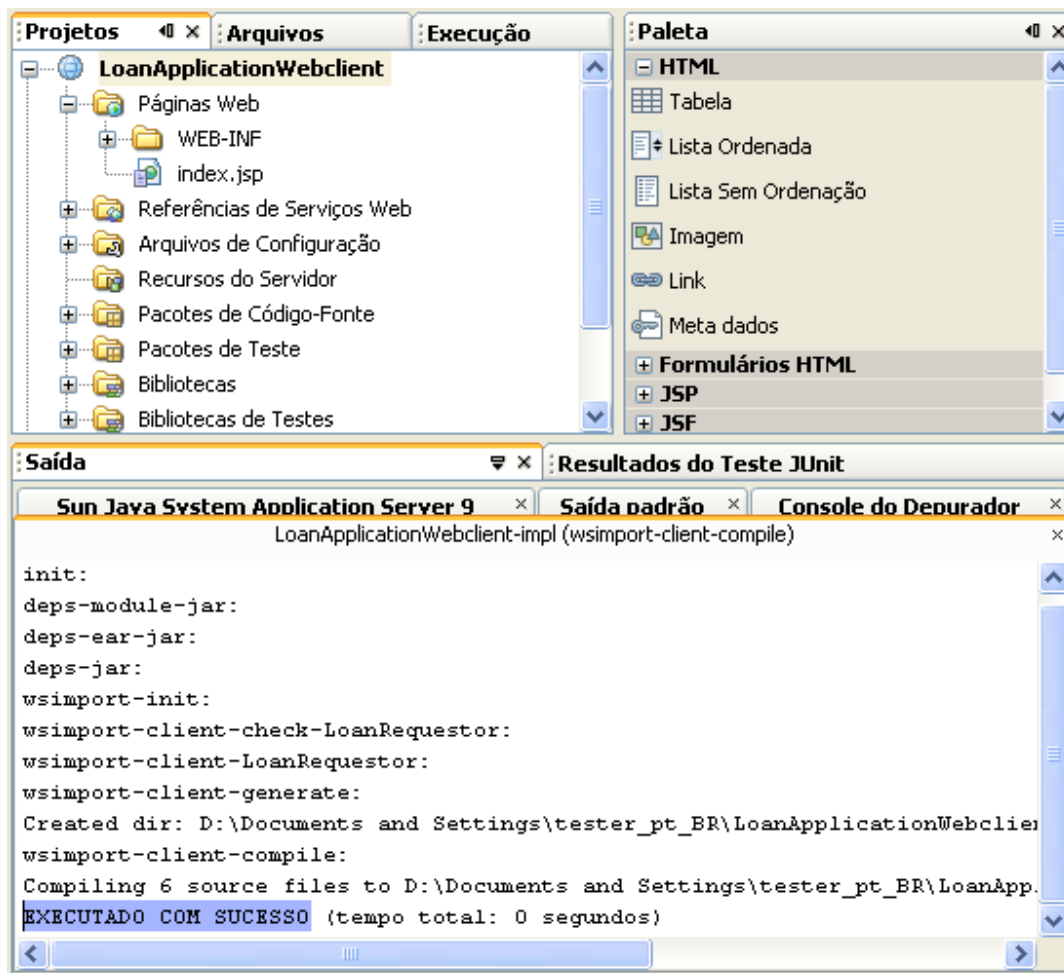 Projetos
Arquivos
Execução
LoanApplicationWebclient
Páginas Web
WEB-INF
index.jsp
Referências de Serviços Web
Arquivos de Configuração
Recursos do Servidor
Pacotes de Código-Fonte
Pacotes de Teste
Bibliotecas
Bibliotecas de Testes
Paleta
HTML
Tabela
Lista Ordenada
Lista Sem Ordenação
Imagem
Link
Meta dados
Formulários HTML
JSP
JSF
Saída
Resultados do Teste JUnit
Sun Java System Application Server 9
Saída padrão
Console do Depurador
LoanApplicationWebclient-impl (wsimport-client-compile)
init:
deps-module-jar:
deps-ear-jar:
deps-jar:
wsimport-init:
wsimport-client-check-LoanRequestor:
wsimport-client-LoanRequestor:
wsimport-client-generate:
Created dir: D:\Documents and Settings\tester_pt_BR\LoanApplicationWebclien
wsimport-client-compile:
Compiling 6 source files to D:\Documents and Settings\tester_pt_BR\LoanApp
EXECUTADO COM SUCESSO (tempo total: 0 segundos)